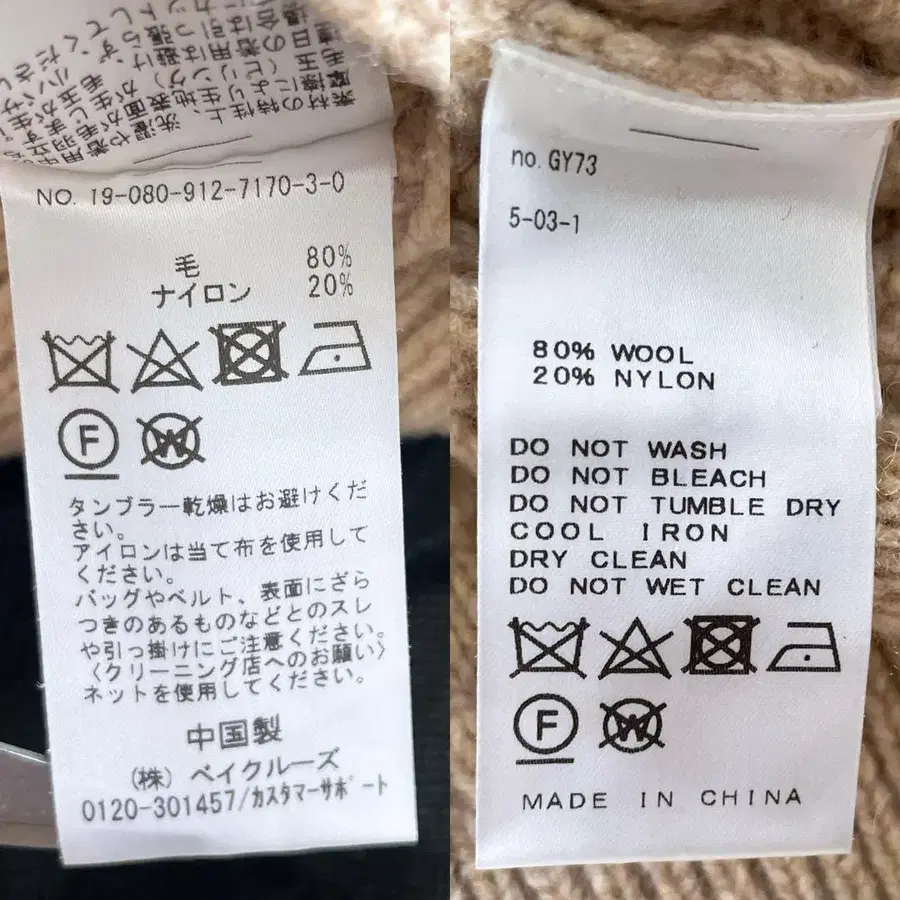 NO. 19-080-912-7170-3-0
毛 80%
ナイロン 20%
F W
タンブラー乾燥はお避けくだ
さい。
アイロンは当て布を使用して
ください。
バッグやベルト、表面にざら
つきのあるものなどとのスレ
や引っ掛けにご注意ください。
〈クリーニング店へのお願い〉
ネットを使用してください。
中国製
(株) ベイクルーズ
0120-301457/カスタマーサポート
no. GY73
5-03-1
80% WOOL
20% NYLON
DO NOT WASH
DO NOT BLEACH
DO NOT TUMBLE DRY
COOL IRON
DRY CLEAN
DO NOT WET CLEAN
F W
MADE IN CHINA